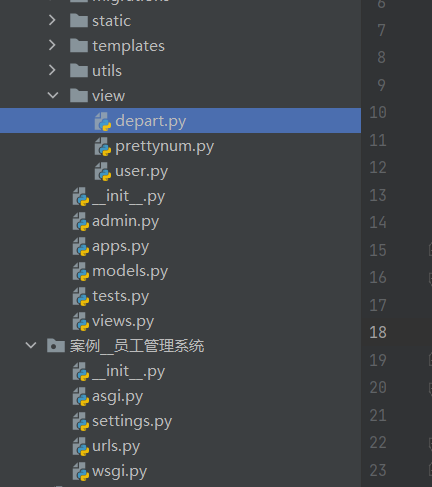 migrations
6
static
7
templates
8
utils
9
view
10
depart.py
11
prettynum.py
12
user.py
13
__init__.py
14
admin.py
15
apps.py
16
models.py
17
tests.py
18
views.py
19
案例__员工管理系统
20
__init__.py
21
asgi.py
22
settings.py
23
urls.py
wsgi.py